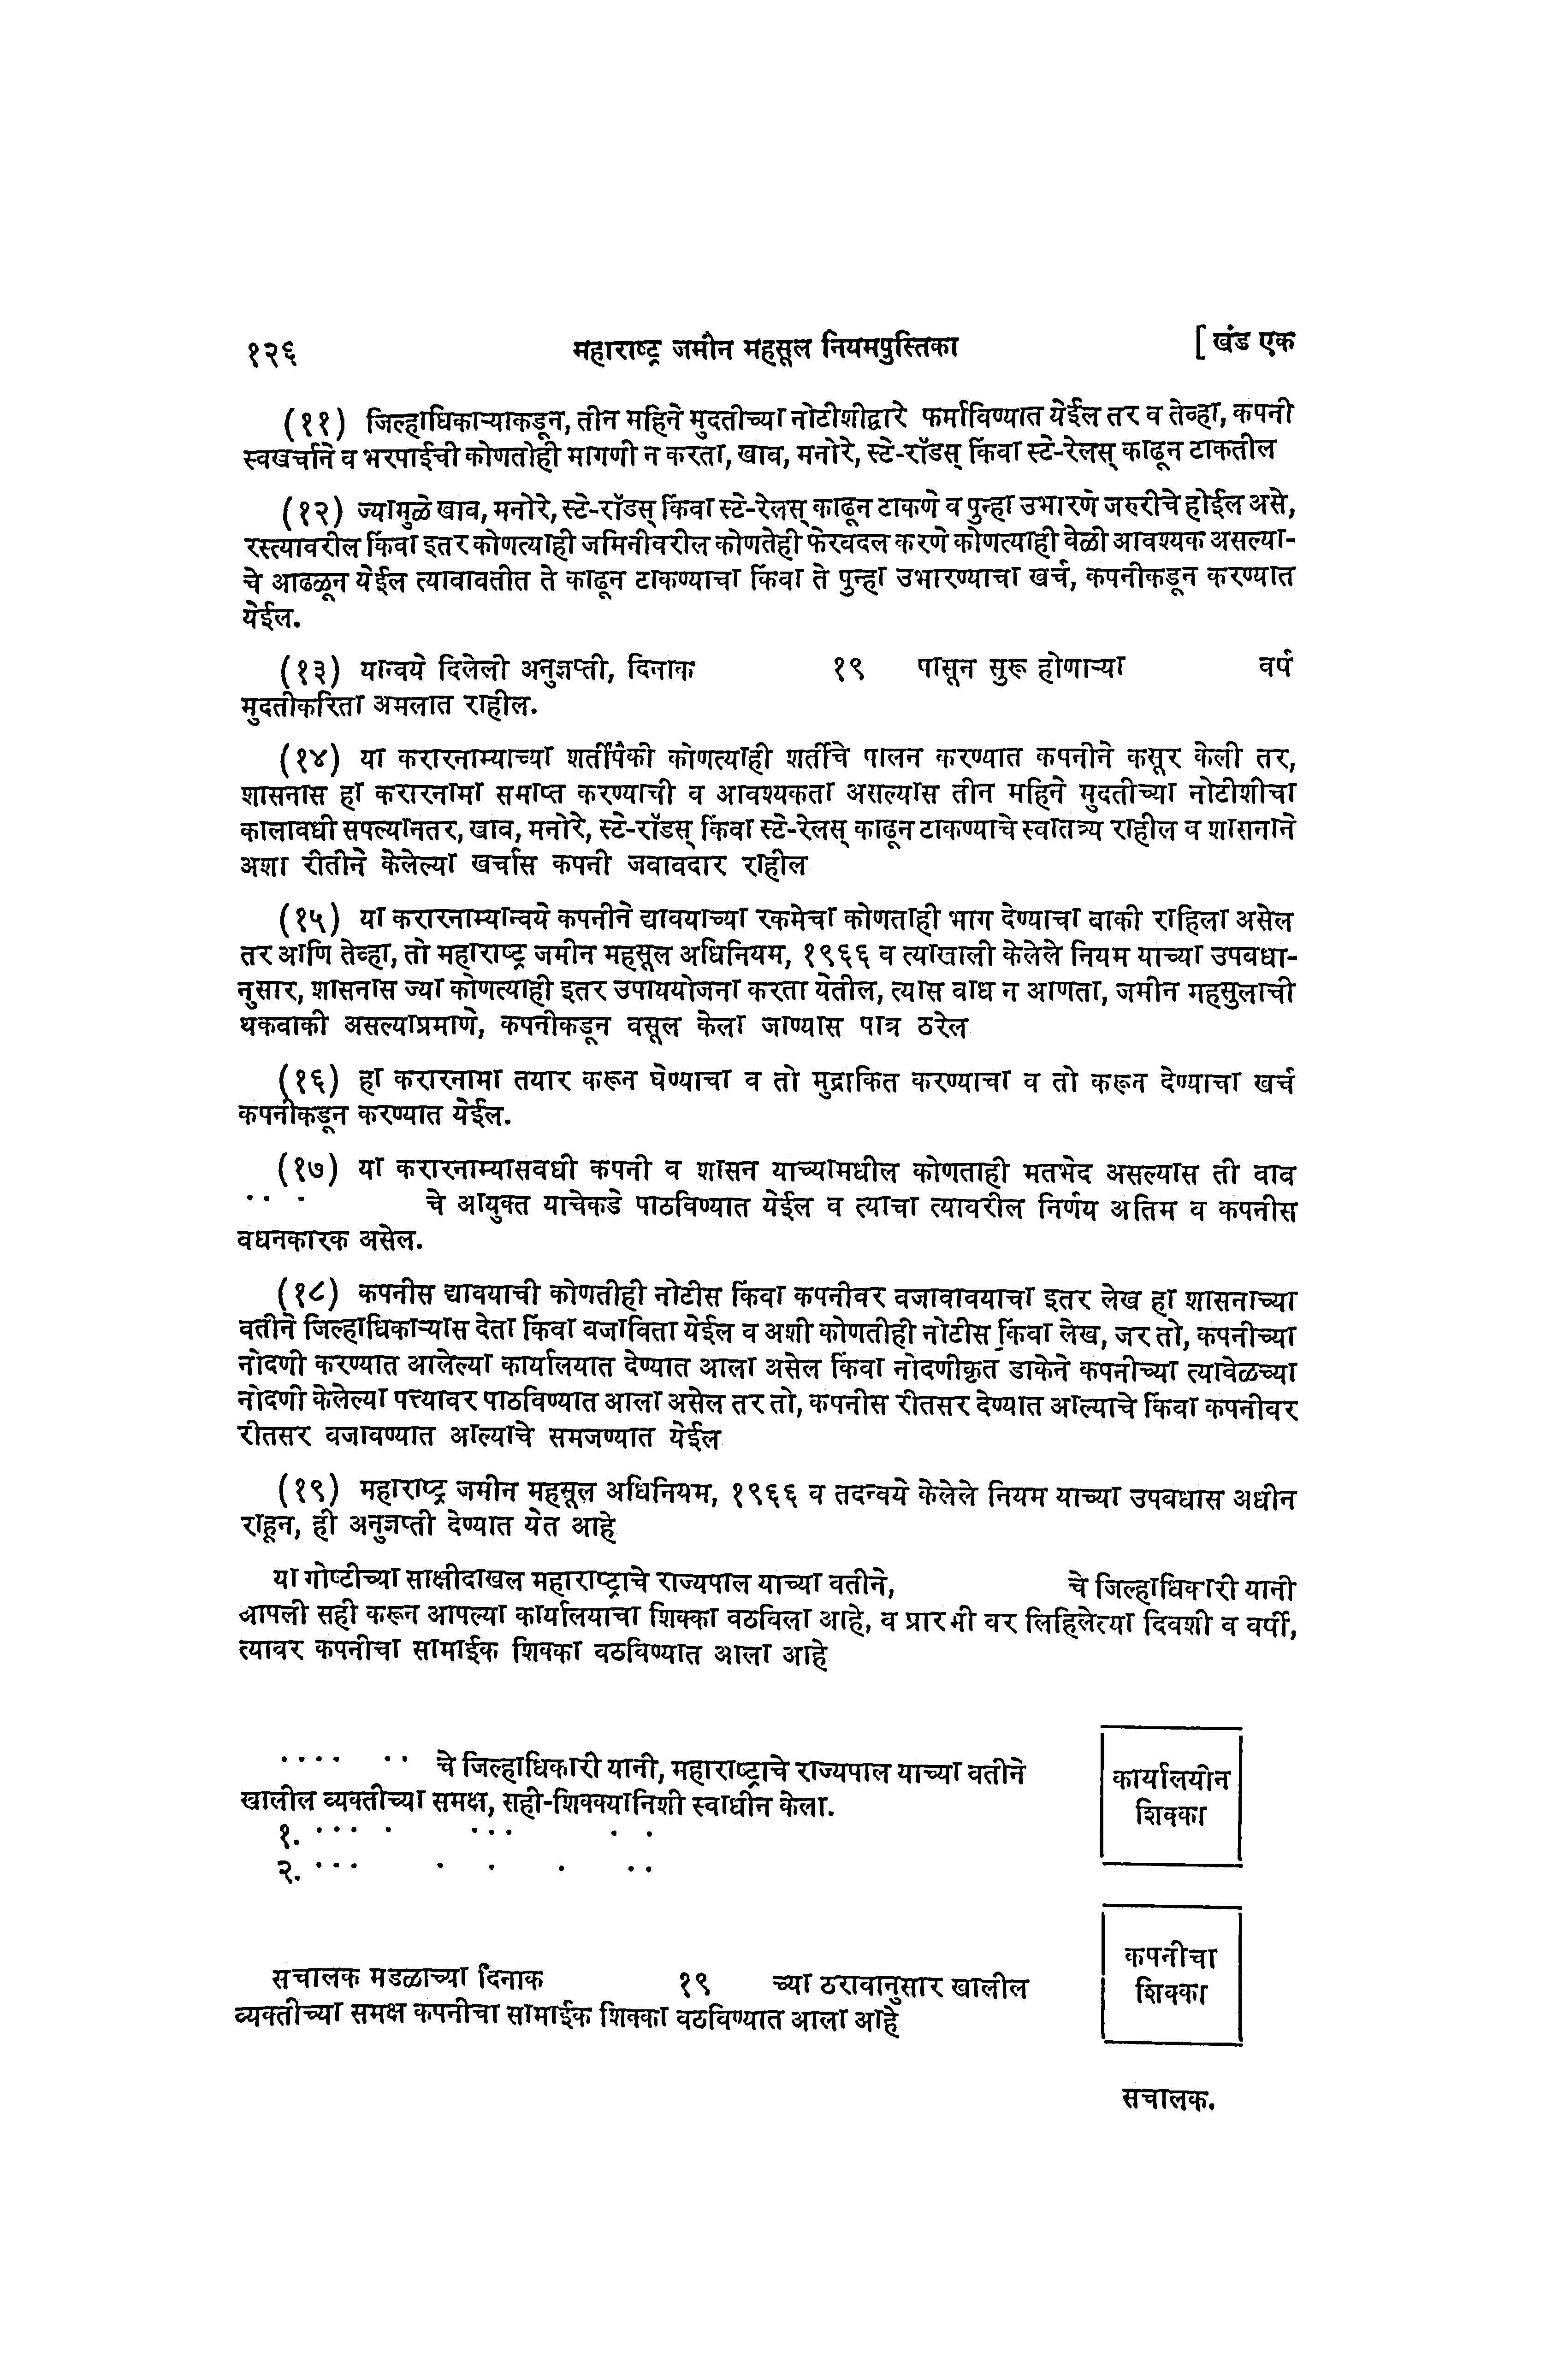 १२६ महाराष्ट्र जमीन महसूल नियमपुस्तिका [ खंड एक
(११) जिल्हाधिकाऱ्याकडून, तीन महिने मुदतीच्या नोटीशीद्वारे फर्माविण्यात येईल तर व तेव्हा, कपनी
स्वखर्चाने व भरपाईची कोणतोही मागणी न करता, खाव, मनोरे, स्टे-रॉडस् किंवा स्टे-रेलस् काढून टाकतील
(१२) ज्यामुळे खाव, मनोरे, स्टे-रॉडस् किंवा स्टे-रेलस् काढून टाकणे व पुन्हा उभारणे जरुरीचे होईल असे,
रस्त्यावरील किंवा इतर कोणत्याही जमिनीवरील कोणतेही फेरवदल करणे कोणत्याही वेळी आवश्यक असल्या-
चे आढळून येईल त्यावावतीत ते काढून टाकण्याचा किंवा ते पुन्हा उभारण्याचा खर्च, कपनीकडून करण्यात
येईल.
(१३) यान्वये दिलेली अनुज्ञप्ती, दिनाक १९ पासून सुरू होणाऱ्या वर्ष
मुदतीकरिता अमलात राहील.
(१४) या करारनाम्याच्या शर्तींपैकी कोणत्याही शर्तीचे पालन करण्यात कपनीने कसूर केली तर,
शासनास हा करारनामा समाप्त करण्याची व आवश्यकता असल्यास तीन महिने मुदतीच्या नोटीशीचा
कालावधी सपल्यानतर, खाव, मनोरे, स्टे-रॉडस् किंवा स्टे-रेलस् काढून टाकण्याचे स्वातत्र्य राहील व शासनाने
अशा रीतीने केलेल्या खर्चास कपनी जवावदार राहील
(१५) या करारनाम्यान्वये कपनीने द्यावयाच्या रकमेचा कोणताही भाग देण्याचा वाकी राहिला असेल
तर आणि तेव्हा, तो महाराष्ट्र जमीन महसूल अधिनियम, १९६६ व त्याखाली केलेले नियम याच्या उपवधा-
नुसार, शासनास ज्या कोणत्याही इतर उपाययोजना करता येतील, त्यास वाध न आणता, जमीन महसुलाची
थकवाकी असल्याप्रमाणे, कपनीकडून वसूल केला जाण्यास पात्र ठरेल
(१६) हा करारनामा तयार करून घेण्याचा व तो मुद्राकित करण्याचा व तो करून देण्याचा खर्च
कपनीकडून करण्यात येईल.
(१७) या करारनाम्यासवधी कपनी व शासन याच्यामधील कोणताही मतभेद असल्यास ती वाव
. . . चे आयुक्त याचेकडे पाठविण्यात येईल व त्याचा त्यावरील निर्णय अतिम व कपनीस
वधनकारक असेल.
(१८) कपनीस द्यावयाची कोणतीही नोटीस किंवा कपनीवर वजावावयाचा इतर लेख हा शासनाच्या
वतीने जिल्हाधिकाऱ्यास देता किंवा वजाविता येईल व अशी कोणतीही नोटीस किंवा लेख, जर तो, कपनीच्या
नोदणी करण्यात आलेल्या कार्यालयात देण्यात आला असेल किंवा नोदणीकृत डाकेने कपनीच्या त्यावेळच्या
नोदणी केलेल्या पत्त्यावर पाठविण्यात आला असेल तर तो, कपनीस रीतसर देण्यात आल्याचे किंवा कपनीवर
रीतसर वजावण्यात आल्याचे समजण्यात येईल
(१९) महाराष्ट्र जमीन महसूल अधिनियम, १९६६ व तदन्वये केलेले नियम याच्या उपवधास अधीन
राहून, ही अनुज्ञप्ती देण्यात येत आहे
या गोष्टीच्या साक्षीदाखल महाराष्ट्राचे राज्यपाल याच्या वतीने, चे जिल्हाधिकारी यानी
आपली सही करून आपल्या कार्यालयाचा शिक्का वठविला आहे, व प्रारभी वर लिहिलेत्या दिवशी व वर्षी,
त्यावर कपनीचा सामाईक शिक्का वठविण्यात आला आहे
. . . . . . चे जिल्हाधिकारी यानी, महाराष्ट्राचे राज्यपाल याच्या वतीने
खालील व्यक्तीच्या समक्ष, सही-शिक्क्यानिशी स्वाधीन केला.
१. . . . . . . . . .
२. . . . . . . . .
कार्यालयीन
शिक्का
सचालक मडळाच्या दिनाक १९ च्या ठरावानुसार खालील
व्यक्तीच्या समक्ष कपनीचा सामाईक शिक्का वठविण्यात आला आहे
कपनीचा
शिक्का
सचालक.